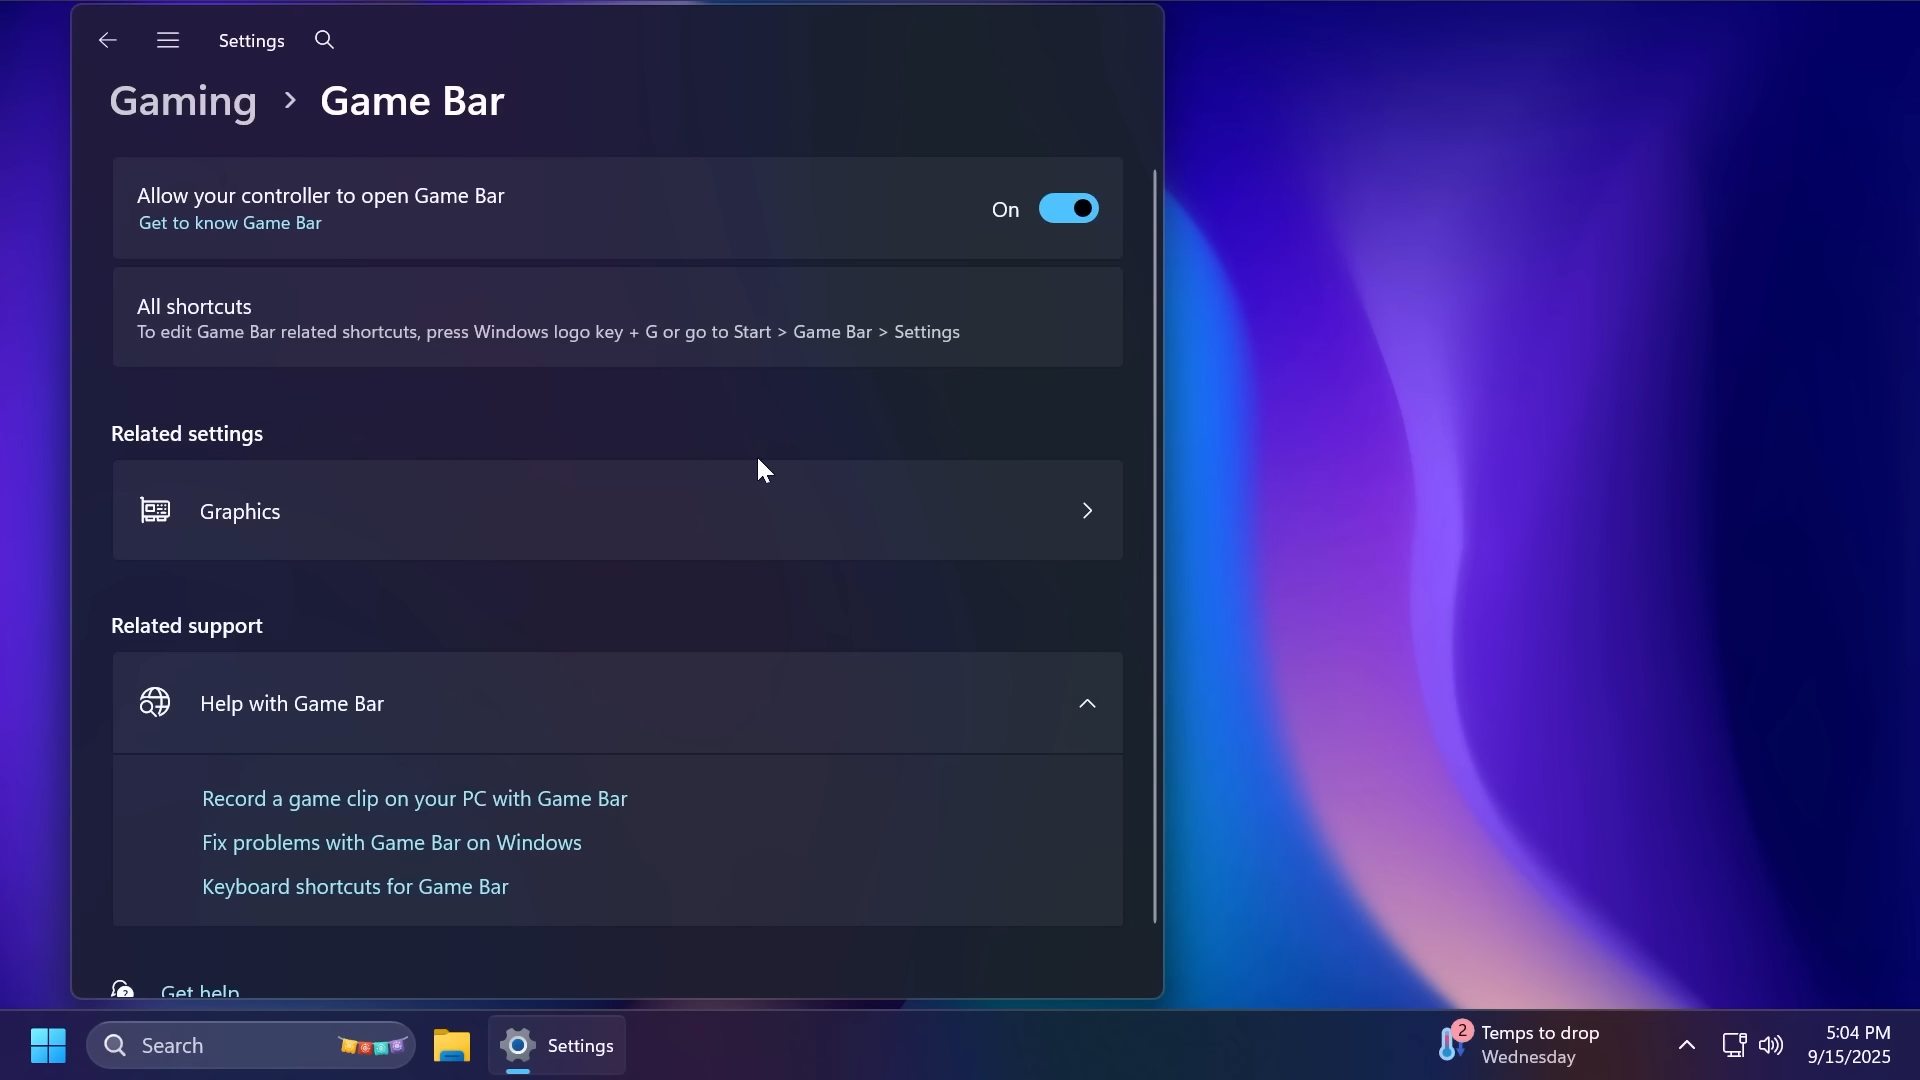 Settings
Gaming > Game Bar
Allow your controller to open Game Bar
Get to know Game Bar
On
All shortcuts
To edit Game Bar related shortcuts, press Windows logo key + G or go to Start > Game Bar > Settings
Related settings
Graphics
Related support
Help with Game Bar
Record a game clip on your PC with Game Bar
Fix problems with Game Bar on Windows
Keyboard shortcuts for Game Bar
Get help
Search
Settings
2
Temps to drop
Wednesday
5:04 PM
9/15/2025